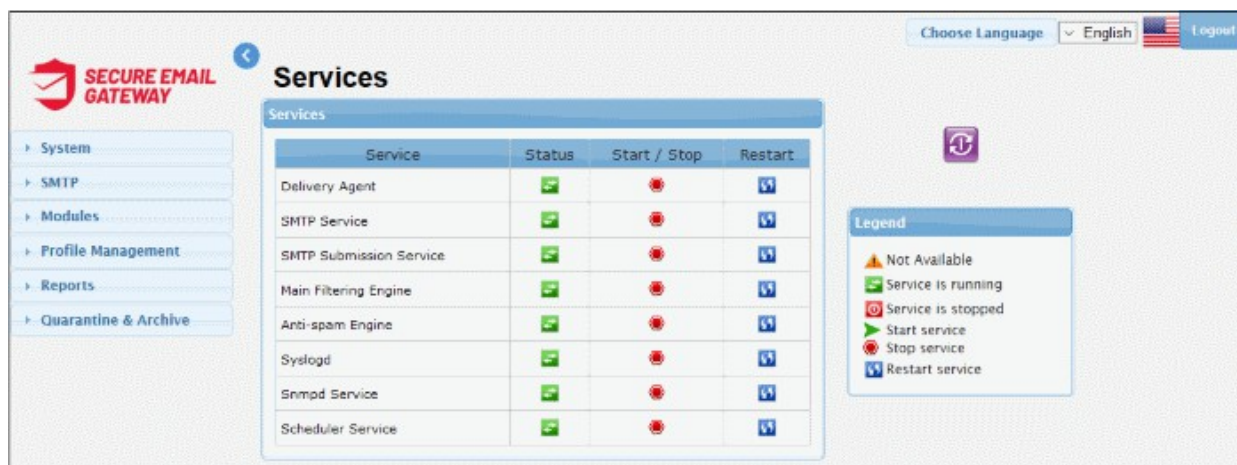 Choose Language English Logout
SECURE EMAIL
GATEWAY
Services
Services
Service Status Start / Stop Restart
Delivery Agent
SMTP Service
SMTP Submission Service
Main Filtering Engine
Anti-spam Engine
Syslogd
Snmpd Service
Scheduler Service
System
SMTP
Modules
Profile Management
Reports
Quarantine & Archive
Legend
Not Available
Service is running
Service is stopped
Start service
Stop service
Restart service